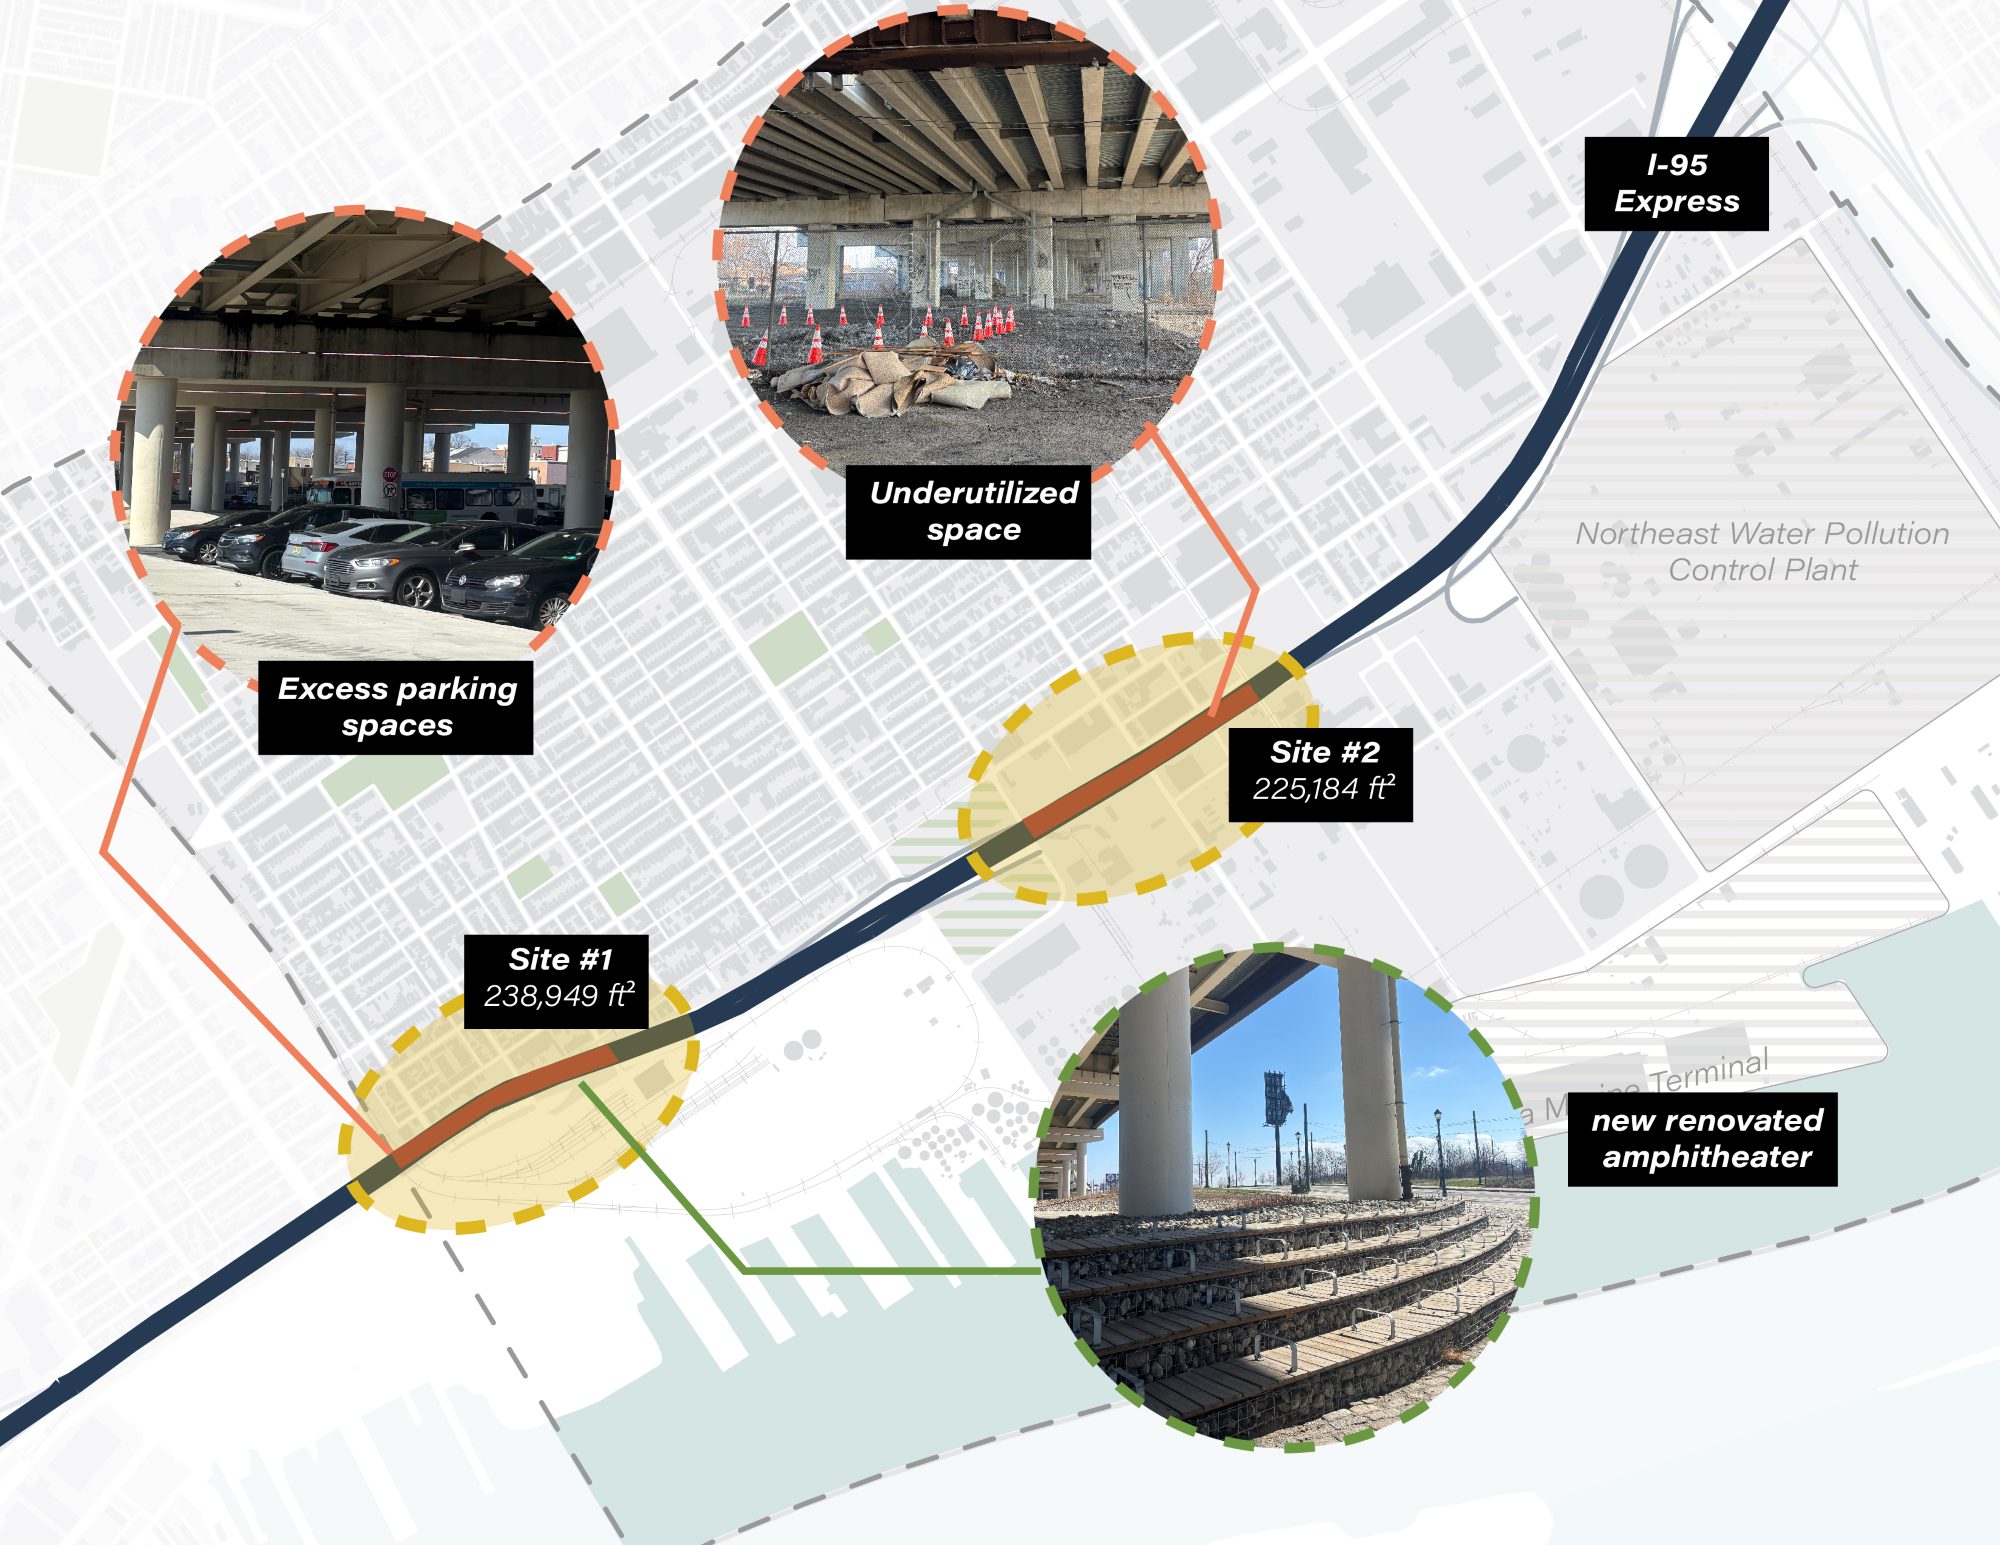 I-95
Express
Underutilized
space
Northeast Water Pollution
Control Plant
STOP
Excess parking
spaces
Site #2
225,184 ft²
Site #1
238,949 ft²
Terminal
new renovated
amphitheater